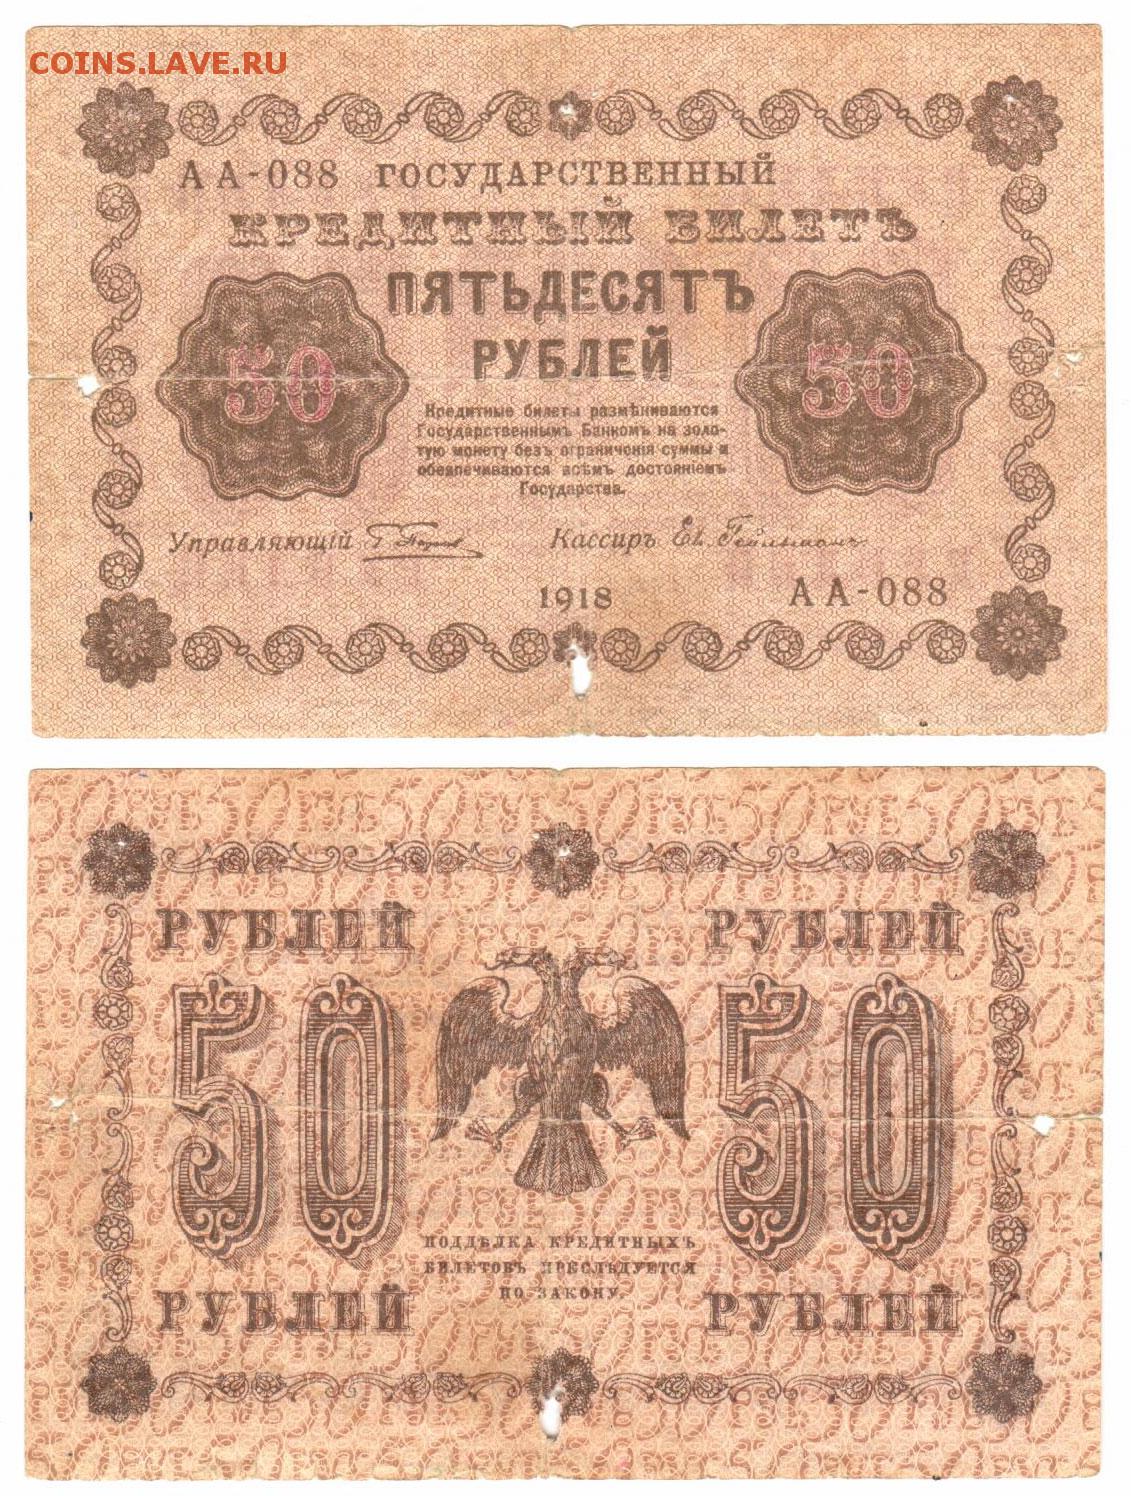 COINS.LAVE.RU
АА-088 ГОСУДАРСТВЕННЫЙ
КРЕДИТНЫЙ БИЛЕТЪ
ПЯТЬДЕСЯТЪ
РУБЛЕЙ
50 50
Кредитные билеты размѣниваются
Государственнымъ Банкомъ на золо-
тую монету безъ ограниченія суммы и
обезпечиваются всѣмъ достояніемъ
Государства.
Управляющій Кассиръ
1918 АА-088
РУБЛЕЙ РУБЛЕЙ
50 50
ПОДДѢЛКА КРЕДИТНЫХЪ
БИЛЕТОВЪ ПРЕСЛѢДУЕТСЯ
ПО ЗАКОНУ.
РУБЛЕЙ РУБЛЕЙ